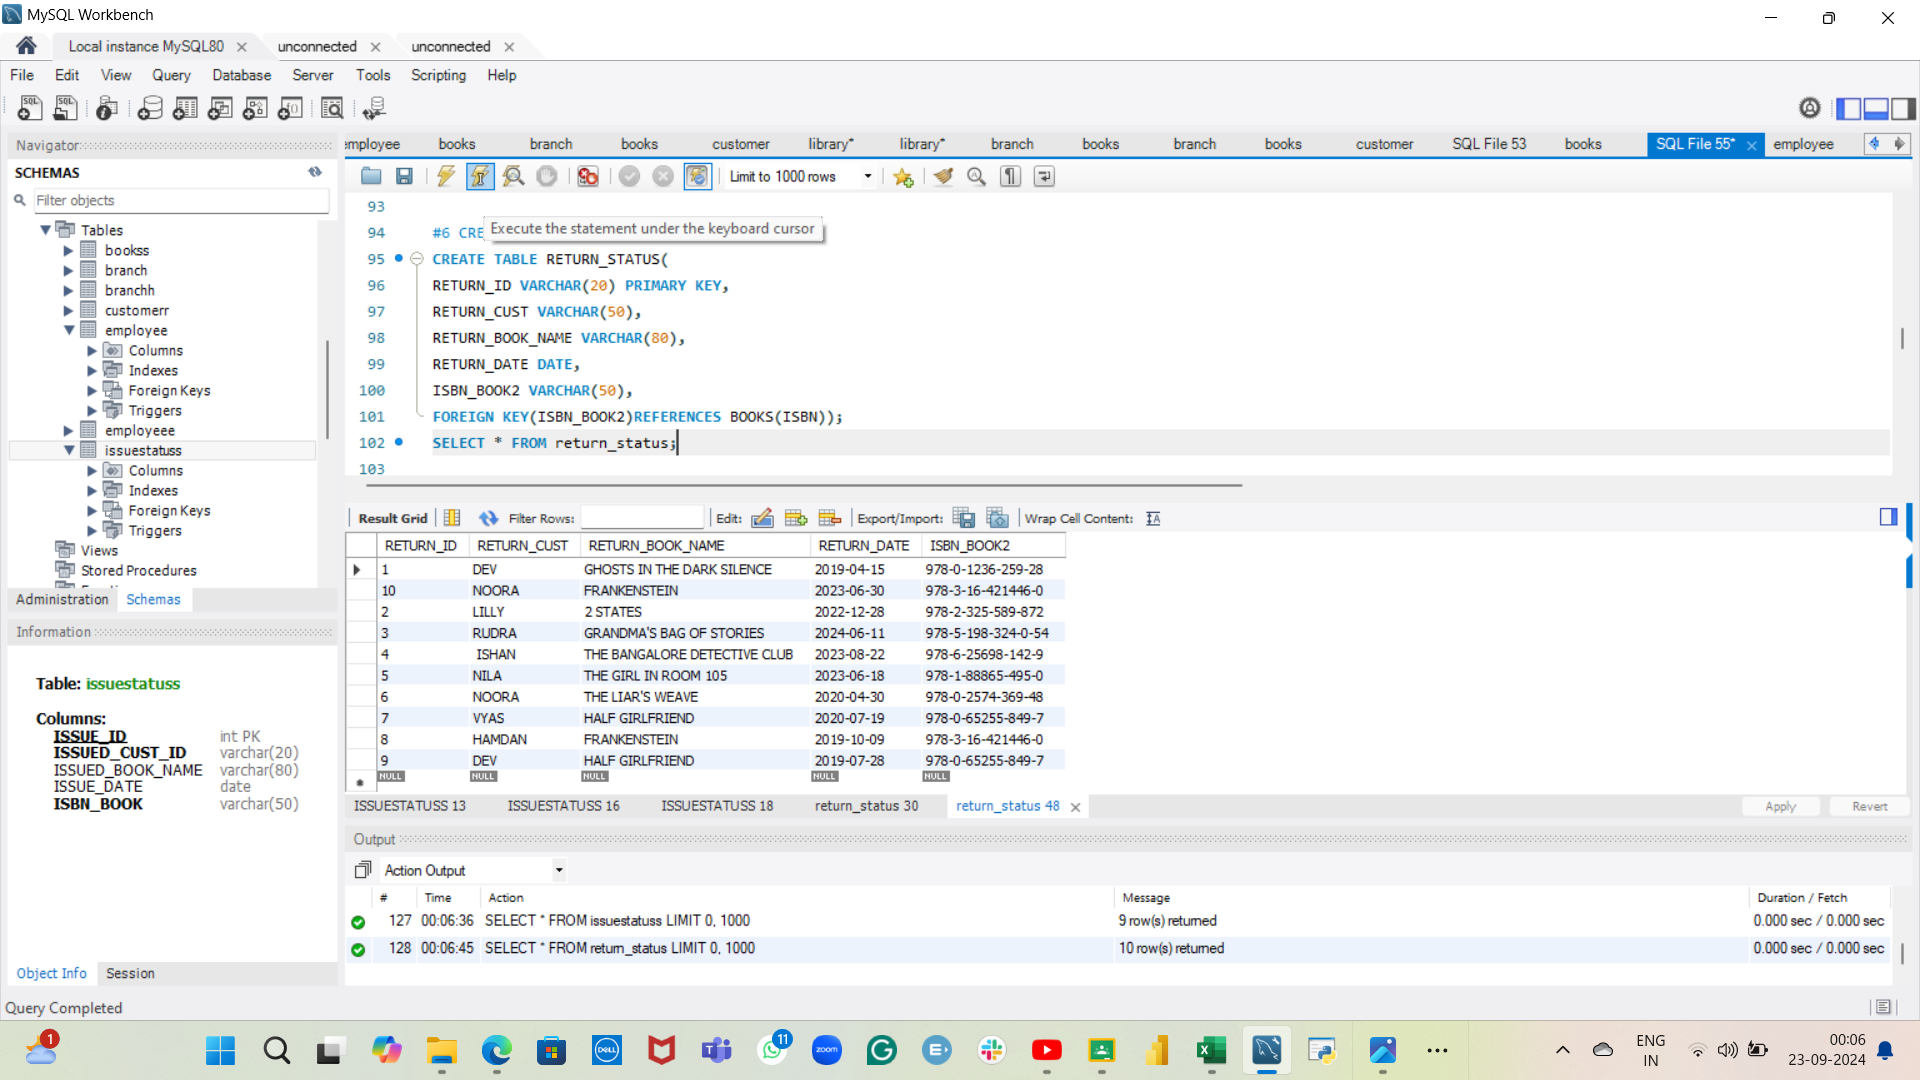 MySQL Workbench
Local instance MySQL80
unconnected
unconnected
File Edit View Query Database Server Tools Scripting Help
Navigator
SCHEMAS
Filter objects
Tables
bookss
branch
branchh
customerr
employee
Columns
Indexes
Foreign Keys
Triggers
employeee
issuestatuss
Columns
Indexes
Foreign Keys
Triggers
Views
Stored Procedures
Administration Schemas
Information
Table: issuestatuss
Columns:
ISSUE_ID int PK
ISSUED_CUST_ID varchar(20)
ISSUED_BOOK_NAME varchar(80)
ISSUE_DATE date
ISBN_BOOK varchar(50)
Object Info Session
Query Completed
employee books branch books customer library* library* branch books branch books customer SQL File 53 books SQL File 55* employee
Limit to 1000 rows
93
94 #6 CRE
Execute the statement under the keyboard cursor
95 CREATE TABLE RETURN_STATUS(
96 RETURN_ID VARCHAR(20) PRIMARY KEY,
97 RETURN_CUST VARCHAR(50),
98 RETURN_BOOK_NAME VARCHAR(80),
99 RETURN_DATE DATE,
100 ISBN_BOOK2 VARCHAR(50),
101 FOREIGN KEY(ISBN_BOOK2)REFERENCES BOOKS(ISBN));
102 SELECT * FROM return_status;
103
Result Grid Filter Rows: Edit: Export/Import: Wrap Cell Content:
RETURN_ID RETURN_CUST RETURN_BOOK_NAME RETURN_DATE ISBN_BOOK2
1 DEV GHOSTS IN THE DARK SILENCE 2019-04-15 978-0-1236-259-28
10 NOORA FRANKENSTEIN 2023-06-30 978-3-16-421446-0
2 LILLY 2 STATES 2022-12-28 978-2-325-589-872
3 RUDRA GRANDMA'S BAG OF STORIES 2024-06-11 978-5-198-324-0-54
4 ISHAN THE BANGALORE DETECTIVE CLUB 2023-08-22 978-6-25698-142-9
5 NILA THE GIRL IN ROOM 105 2023-06-18 978-1-88865-495-0
6 NOORA THE LIAR'S WEAVE 2020-04-30 978-0-2574-369-48
7 VYAS HALF GIRLFRIEND 2020-07-19 978-0-65255-849-7
8 HAMDAN FRANKENSTEIN 2019-10-09 978-3-16-421446-0
9 DEV HALF GIRLFRIEND 2019-07-28 978-0-65255-849-7
NULL NULL NULL NULL NULL
ISSUESTATUSS 13 ISSUESTATUSS 16 ISSUESTATUSS 18 return_status 30 return_status 48 Apply Revert
Output
Action Output
# Time Action Message Duration / Fetch
127 00:06:36 SELECT * FROM issuestatuss LIMIT 0, 1000 9 row(s) returned 0.000 sec / 0.000 sec
128 00:06:45 SELECT * FROM return_status LIMIT 0, 1000 10 row(s) returned 0.000 sec / 0.000 sec
1
DELL
11
zoom
ENG
IN
00:06
23-09-2024